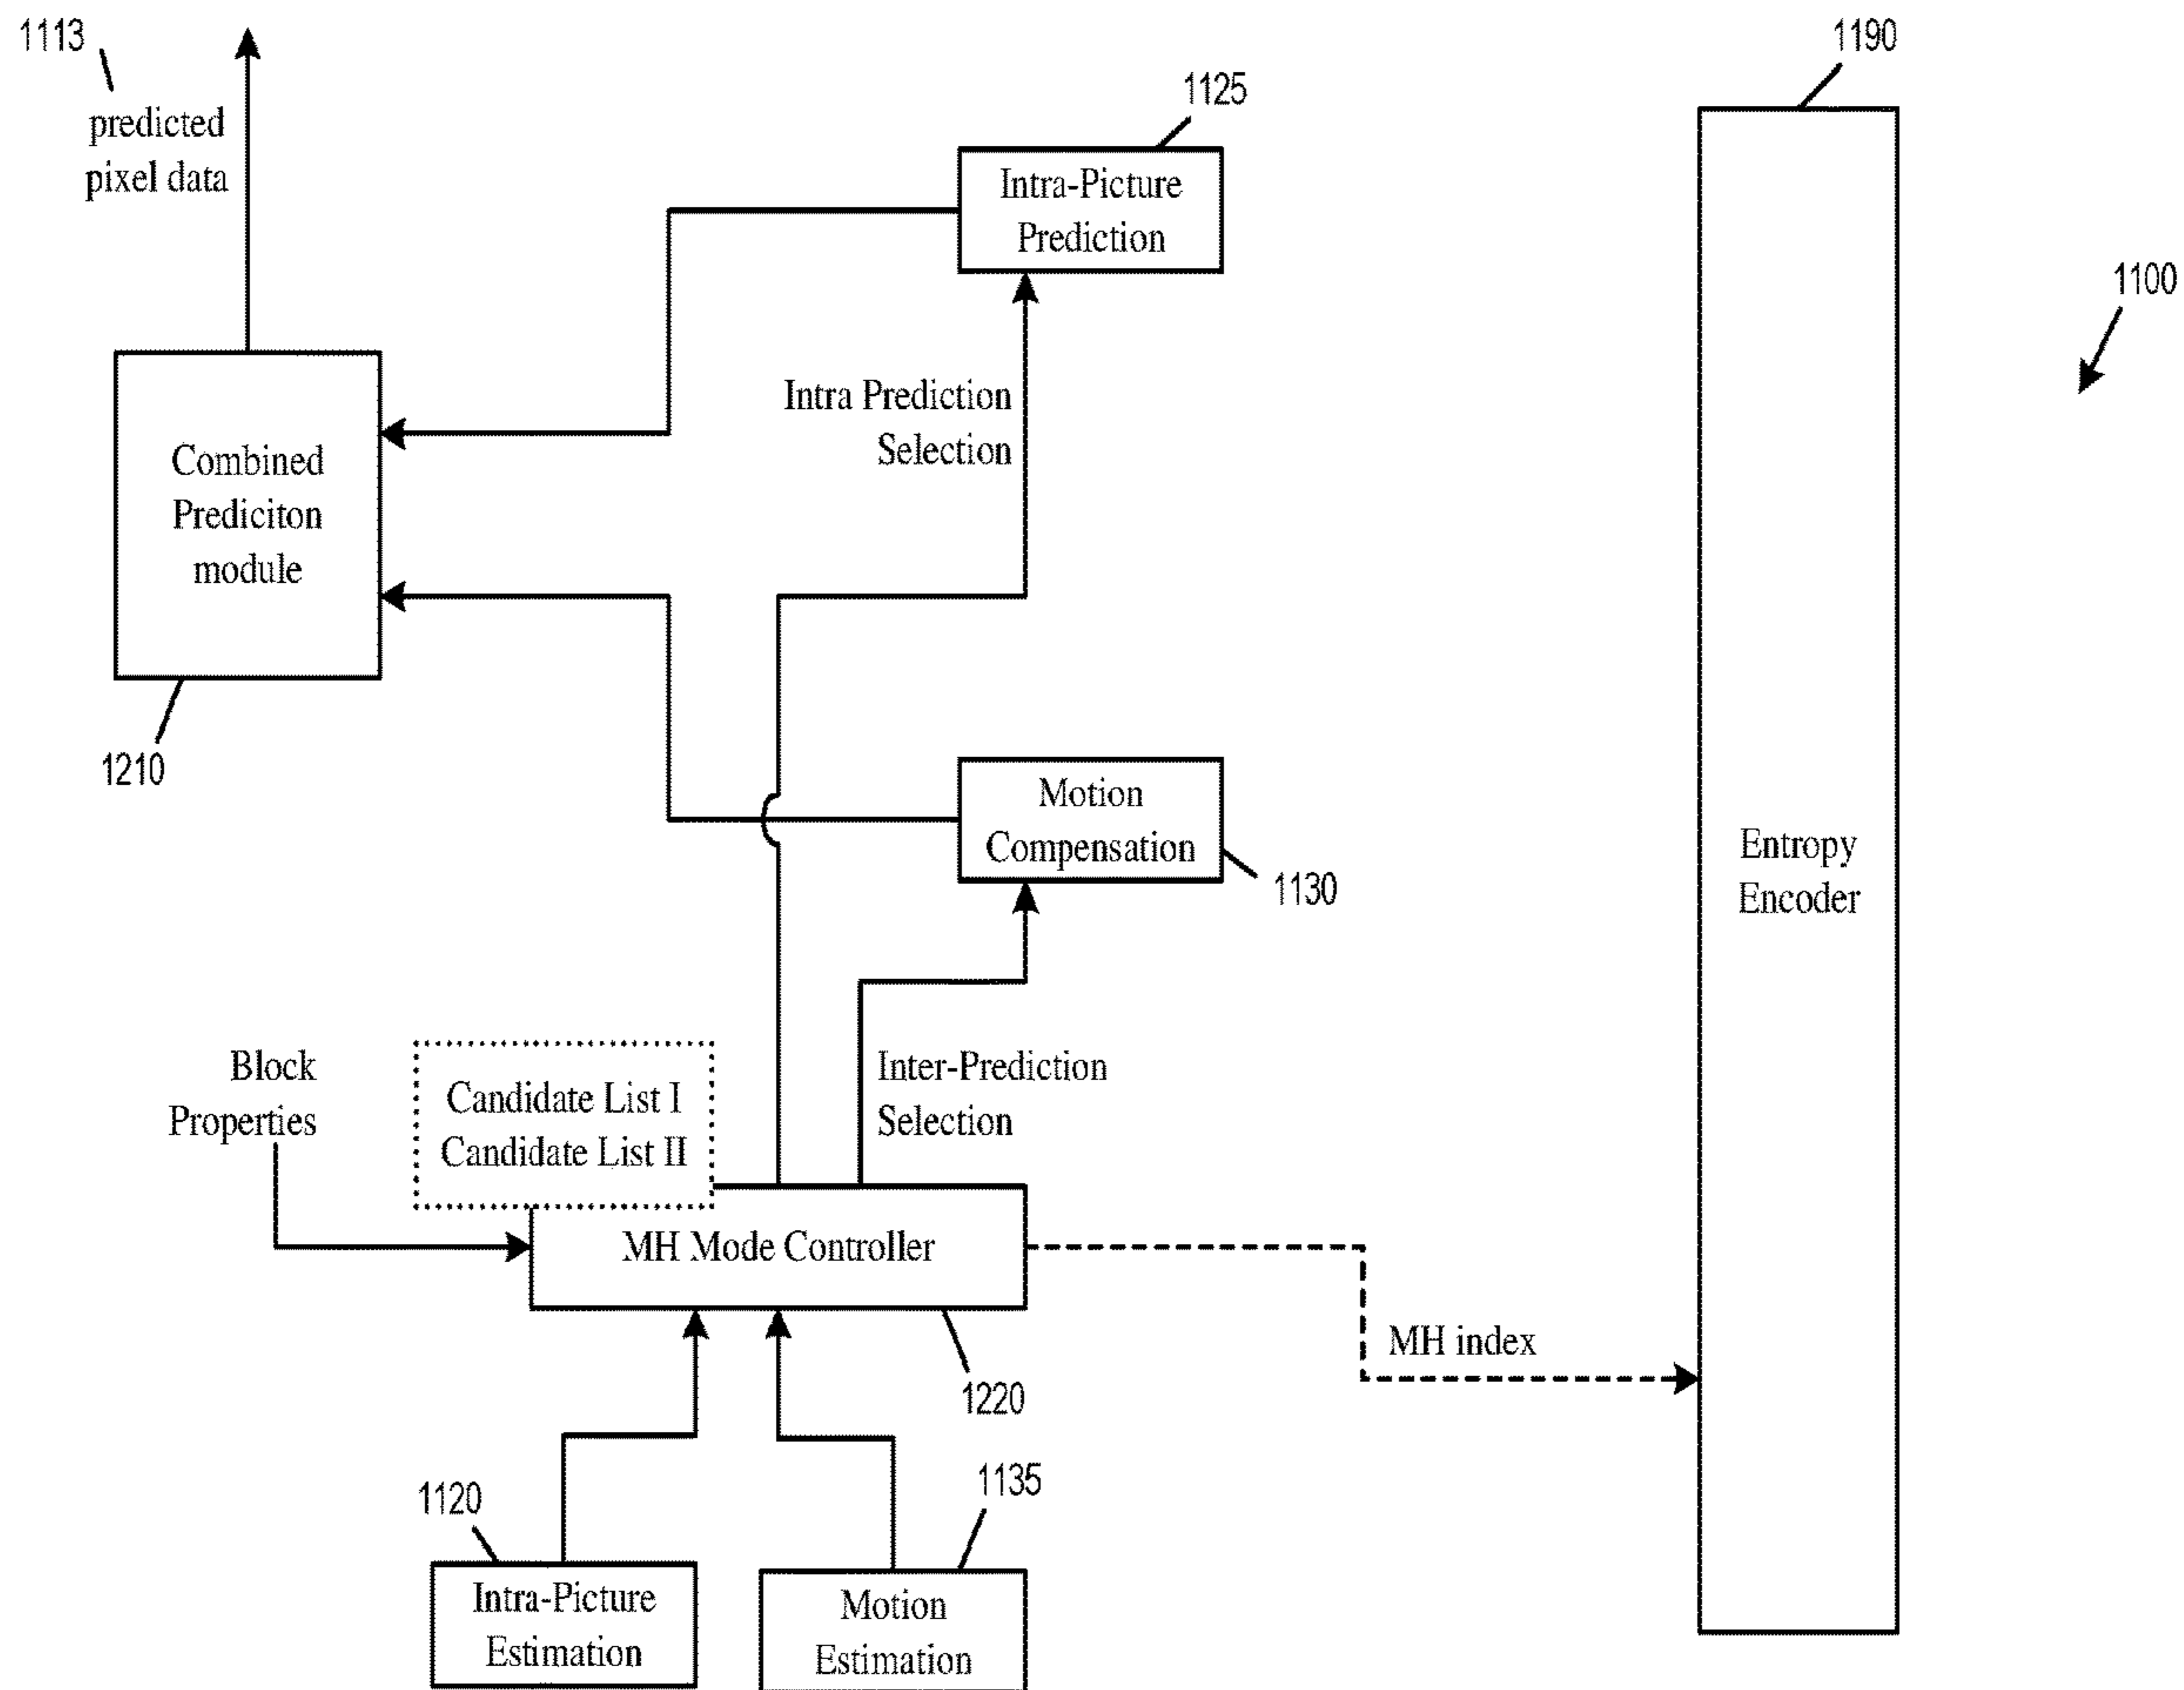 1113
predicted
pixel data
1190
1125
Intra-Picture
Prediction
1100
Intra Prediction
Selection
Combined
Prediciton
module
1210
Motion
Compensation
1130
Entropy
Encoder
Block
Properties
Candidate List I
Candidate List II
Inter-Prediction
Selection
MH Mode Controller
MH index
1220
1120
1135
Intra-Picture
Estimation
Motion
Estimation